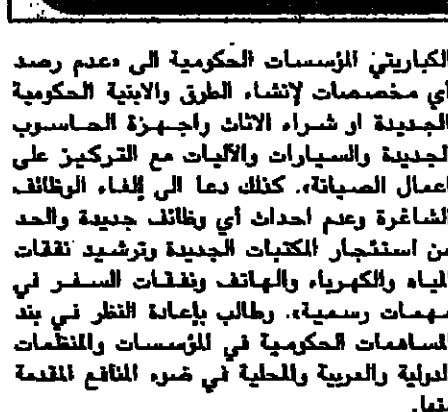 الكباريتي المؤسسات الحكومية الى «عدم رصد
أي مخصصات لإنشاء الطرق والابنية الحكومية
الجديدة او شراء الاثاث واجهزة الحاسوب
الجديدة والسيارات والآليات مع التركيز على
اعمال الصيانة». كذلك دعا الى إلغاء الوظائف
الشاغرة وعدم احداث أي وظائف جديدة والحد
من استئجار المكتبات الجديدة وترشيد نفقات
المياه والكهرباء والهاتف ونفقات السفر في
مهمات رسمية». وطالب بإعادة النظر في بند
المساهمات الحكومية في المؤسسات والمنظمات
الدولية والعربية والمحلية في ضوء المنافع المقدمة
منها.